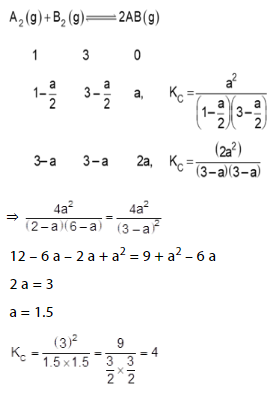 A₂(g)+B₂(g)⇌2AB(g)
1 3 0
1−a/2 3−a/2 a, K_C = a²/((1−a/2)(3−a/2))
3−a 3−a 2a, K_C = (2a²)/((3−a)(3−a))
⇒ 4a²/((2−a)(6−a)) = 4a²/(3−a)²
12 – 6 a – 2 a + a² = 9 + a² – 6 a
2 a = 3
a = 1.5
K_C = (3)²/(1.5×1.5) = 9/(3/2 × 3/2) = 4